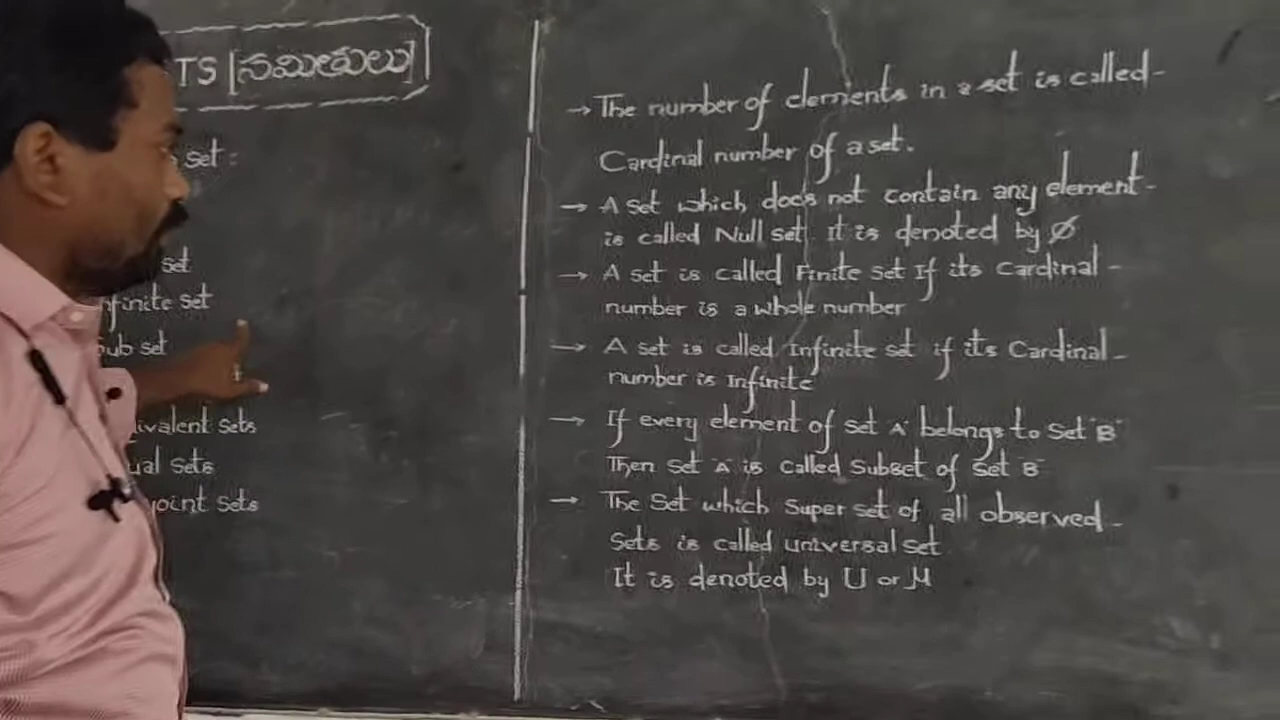 TS [సమితులు]
set :
set
nfinite set
Sub set
t
ivalent sets
ual sets
joint sets
→ The number of elements in a set is called -
Cardinal number of a set.
→ A set which does not contain any element -
is called Null set It is denoted by Ø
→ A set is called Finite set If its Cardinal -
number is a whole number
→ A set is called Infinite set if its Cardinal -
number is Infinite
→ If every element of set "A" belongs to set "B"
Then set "A" is called Subset of set "B"
→ The Set which Super set of all observed -
sets is called universal set
It is denoted by U or μ